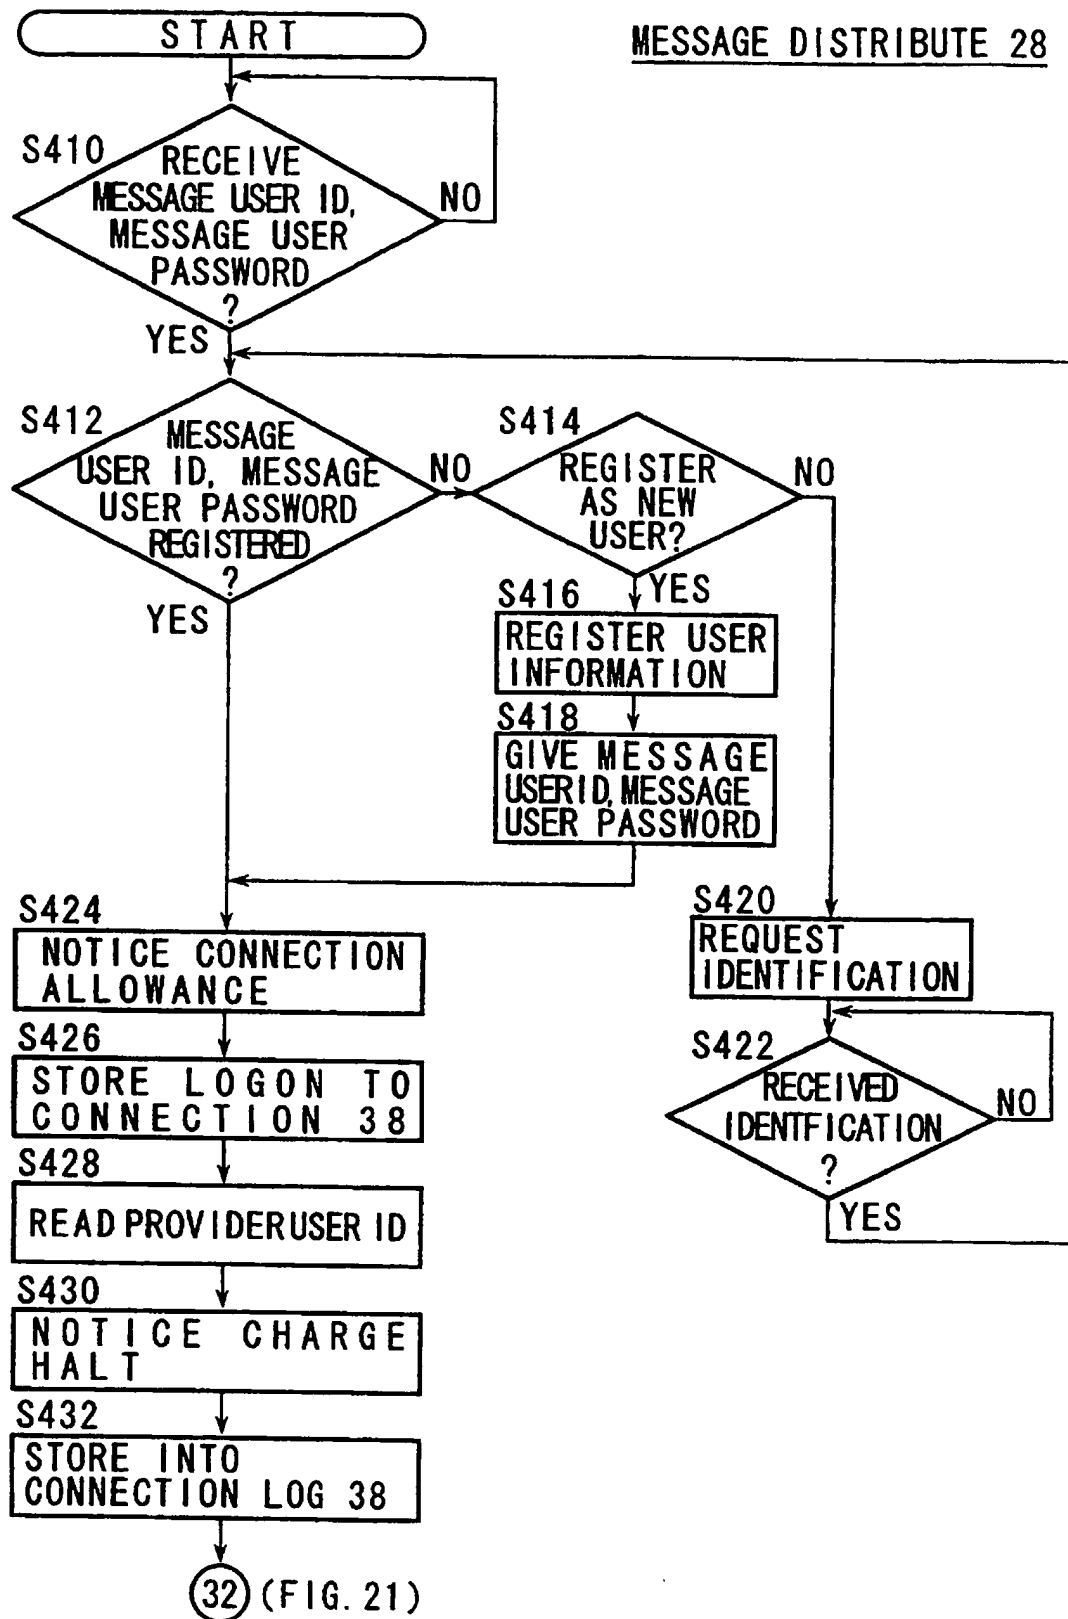 START
MESSAGE DISTRIBUTE 28
S410
RECEIVE
MESSAGE USER ID,
MESSAGE USER
PASSWORD
?
NO
YES
S412
MESSAGE
USER ID, MESSAGE
USER PASSWORD
REGISTERED
?
NO
YES
S414
REGISTER
AS NEW
USER?
NO
YES
S416
REGISTER USER
INFORMATION
S418
GIVE MESSAGE
USERID, MESSAGE
USER PASSWORD
S420
REQUEST
IDENTIFICATION
S422
RECEIVED
IDENTFICATION
?
NO
YES
S424
NOTICE CONNECTION
ALLOWANCE
S426
STORE LOGON TO
CONNECTION 38
S428
READ PROVIDER USER ID
S430
NOTICE CHARGE
HALT
S432
STORE INTO
CONNECTION LOG 38
32 (FIG. 21)